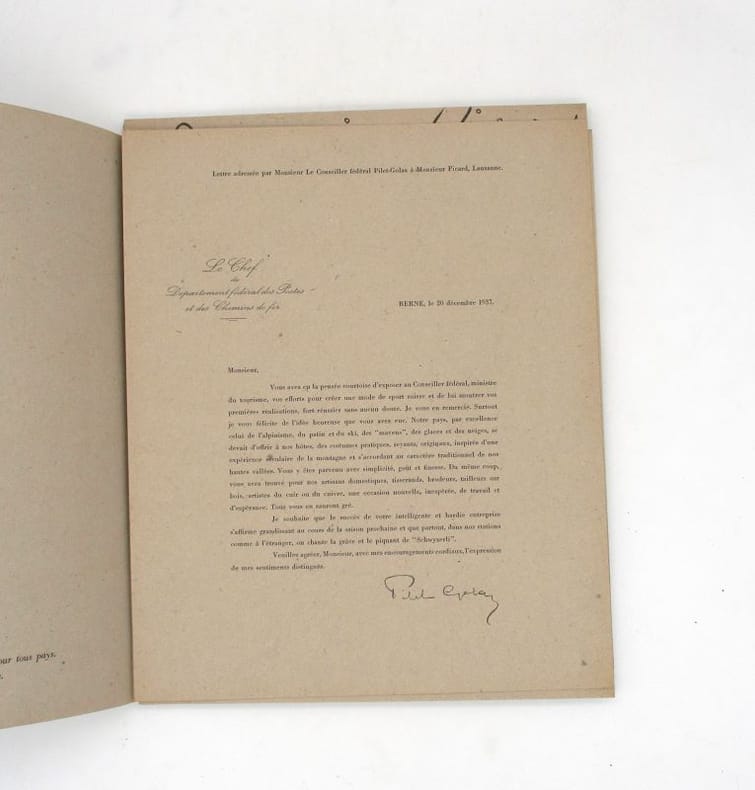 Lettre adressée par Monsieur Le Conseiller fédéral Pilet-Golaz à Monsieur Picard, Lausanne.
Le Chef
du
Département fédéral des Postes
et des Chemins de fer
BERNE, le 20 décembre 1937.
Monsieur,
Vous avez eu la pensée courtoise d'exposer au Conseiller fédéral, ministre
du tourisme, vos efforts pour créer une mode de sport suisse et de lui montrer vos
premières réalisations, fort réussies sans aucun doute. Je vous en remercie. Surtout
je vous félicite de l'idée heureuse que vous avez eue. Notre pays, par excellence
celui de l'alpinisme, du patin et du ski, des "mayens", des glaces et des neiges, se
devait d'offrir à nos hôtes, des costumes pratiques, seyants, originaux, inspirés d'une
expérience séculaire de la montagne et s'accordant au caractère traditionnel de nos
hautes vallées. Vous y êtes parvenu avec simplicité, goût et finesse. Du même coup,
vous avez trouvé pour nos artisans domestiques, tisserands, brodeurs, tailleurs sur
bois, artistes du cuir ou du cuivre, une occasion nouvelle, inespérée, de travail et
d'espérance. Tous vous en sauront gré.
Je souhaite que le succès de votre intelligente et hardie entreprise
s'affirme grandissant au cours de la saison prochaine et que partout, dans nos stations
comme à l'étranger, on chante la grâce et le piquant de "Schwyzerli".
Veuillez agréer, Monsieur, avec mes encouragements cordiaux, l'expression
de mes sentiments distingués.
Pilet Golaz
our tous pays.